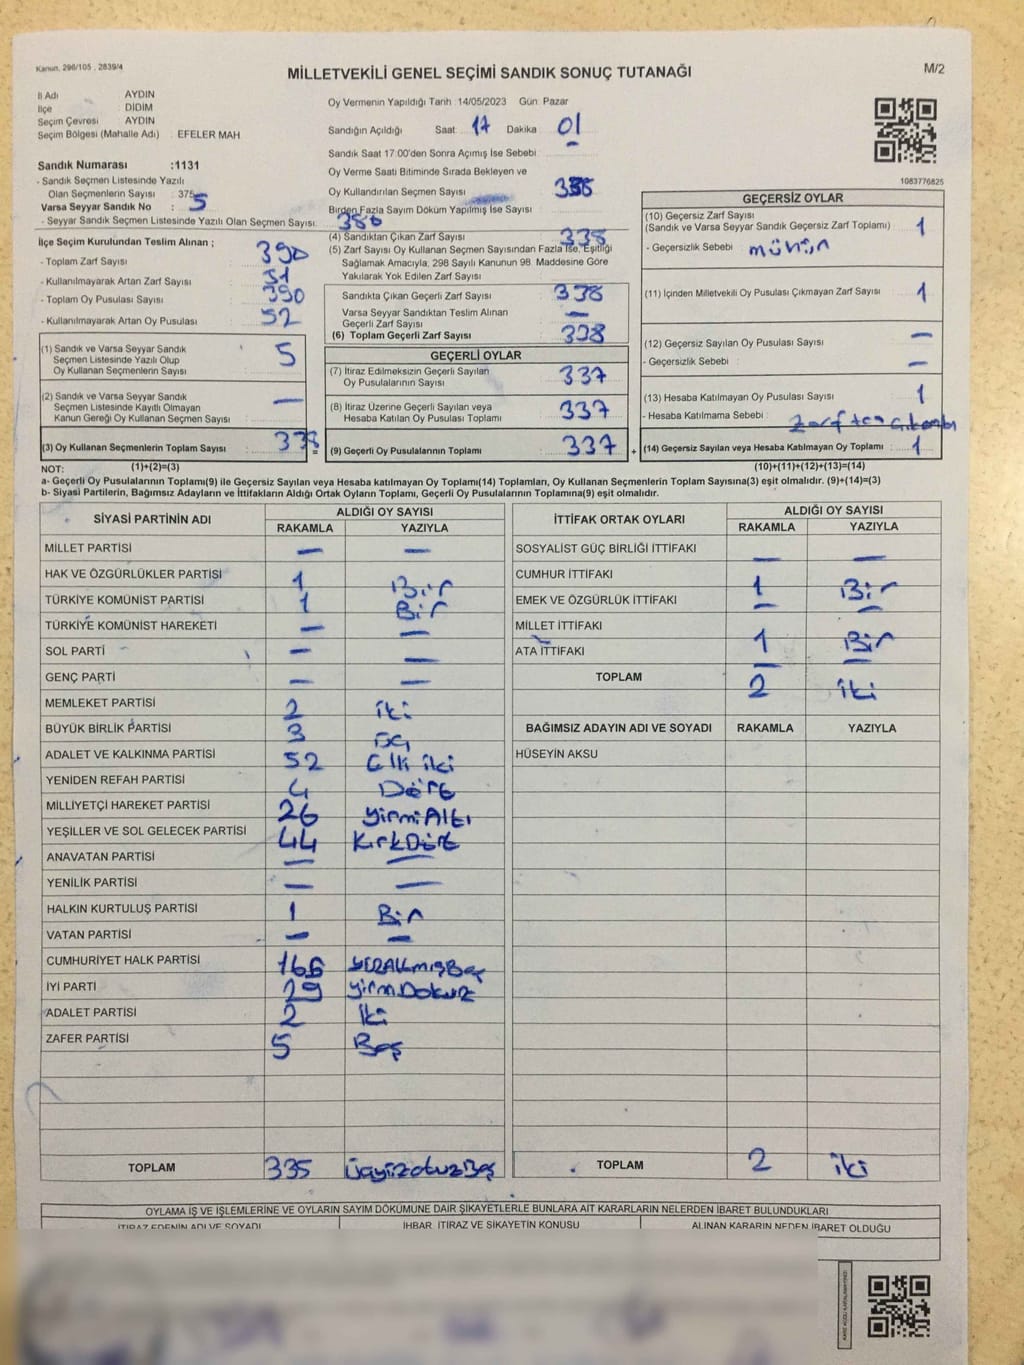 Kanun. 298/105 . 2839/4
MİLLETVEKİLİ GENEL SEÇİMİ SANDIK SONUÇ TUTANAĞI
M/2
İl Adı AYDIN
İlçe DİDİM
Seçim Çevresi AYDIN
Seçim Bölgesi (Mahalle Adı) : EFELER MAH
Sandık Numarası :1131
- Sandık Seçmen Listesinde Yazılı
Olan Seçmenlerin Sayısı : 375
Varsa Seyyar Sandık No : 5
- Seyyar Sandık Seçmen Listesinde Yazılı Olan Seçmen Sayısı:
Oy Vermenin Yapıldığı Tarih 14/05/2023 Gün Pazar
Sandığın Açıldığı Saat 17 Dakika 01
Sandık Saat 17:00'den Sonra Açımış İse Sebebi
Oy Verme Saati Bitiminde Sırada Bekleyen ve
Oy Kullandırılan Seçmen Sayısı
Birden Fazla Sayım Döküm Yapılmış İse Sayısı
(4) Sandıktan Çıkan Zarf Sayısı 338
(5) Zarf Sayısı Oy Kullanan Seçmen Sayısından Fazla İse, Eşitliği
Sağlamak Amacıyla, 298 Sayılı Kanunun 98. Maddesine Göre
Yakılarak Yok Edilen Zarf Sayısı
1083776825
İlçe Seçim Kurulundan Teslim Alınan ;
- Toplam Zarf Sayısı : 390
- Kullanılmayarak Artan Zarf Sayısı : 51
- Toplam Oy Pusulası Sayısı : 390
- Kullanılmayarak Artan Oy Pusulası : 52
(1) Sandık ve Varsa Seyyar Sandık
Seçmen Listesinde Yazılı Olup
Oy Kullanan Seçmenlerin Sayısı 5
(2) Sandık ve Varsa Seyyar Sandık
Seçmen Listesinde Kayıtlı Olmayan
Kanun Gereği Oy Kullanan Seçmen Sayısı —
(3) Oy Kullanan Seçmenlerin Toplam Sayısı 338
Sandıkta Çıkan Geçerli Zarf Sayısı 338
Varsa Seyyar Sandıktan Teslim Alınan
Geçerli Zarf Sayısı —
(6) Toplam Geçerli Zarf Sayısı 338
GEÇERLİ OYLAR
(7) İtiraz Edilmeksizin Geçerli Sayılan
Oy Pusulalarının Sayısı 337
(8) İtiraz Üzerine Geçerli Sayılan veya
Hesaba Katılan Oy Pusulası Toplamı 337
(9) Geçerli Oy Pusulalarının Toplamı 337
GEÇERSİZ OYLAR
(10) Geçersiz Zarf Sayısı
(Sandık ve Varsa Seyyar Sandık Geçersiz Zarf Toplamı) 1
- Geçersizlik Sebebi : mühür
(11) İçinden Milletvekili Oy Pusulası Çıkmayan Zarf Sayısı 1
(12) Geçersiz Sayılan Oy Pusulası Sayısı —
- Geçersizlik Sebebi : —
(13) Hesaba Katılmayan Oy Pusulası Sayısı 1
- Hesaba Katılmama Sebebi : Zarftan
(14) Geçersiz Sayılan veya Hesaba Katılmayan Oy Toplamı 1
NOT: (1)+(2)=(3) (10)+(11)+(12)+(13)=(14)
a- Geçerli Oy Pusulalarının Toplamı(9) ile Geçersiz Sayılan veya Hesaba Katılmayan Oy Toplamı(14) Toplamları, Oy Kullanan Seçmenlerin Toplam Sayısına(3) eşit olmalıdır. (9)+(14)=(3)
b- Siyasi Partilerin, Bağımsız Adayların ve İttifakların Aldığı Ortak Oyların Toplamı, Geçerli Oy Pusulalarının Toplamına(9) eşit olmalıdır.
SİYASİ PARTİNİN ADI ALDIĞI OY SAYISI
RAKAMLA YAZIYLA
MİLLET PARTİSİ — —
HAK VE ÖZGÜRLÜKLER PARTİSİ 1 Bir
TÜRKİYE KOMÜNİST PARTİSİ 1 Bir
TÜRKİYE KOMÜNİST HAREKETİ — —
SOL PARTİ — —
GENÇ PARTİ — —
MEMLEKET PARTİSİ 2 iki
BÜYÜK BİRLİK PARTİSİ 3 üç
ADALET VE KALKINMA PARTİSİ 52 Elli iki
YENİDEN REFAH PARTİSİ 4 Dört
MİLLİYETÇİ HAREKET PARTİSİ 26 yirmi Altı
YEŞİLLER VE SOL GELECEK PARTİSİ 44 KırkDört
ANAVATAN PARTİSİ — —
YENİLİK PARTİSİ — —
HALKIN KURTULUŞ PARTİSİ 1 Bir
VATAN PARTİSİ — —
CUMHURİYET HALK PARTİSİ
İYİ PARTİ 29 yirmiDokuz
ADALET PARTİSİ 2 İki
ZAFER PARTİSİ 5 Beş
TOPLAM 335 üçyüzotuzBeş
İTTİFAK ORTAK OYLARI ALDIĞI OY SAYISI
RAKAMLA YAZIYLA
SOSYALİST GÜÇ BİRLİĞİ İTTİFAKI — —
CUMHUR İTTİFAKI 1 Bir
EMEK VE ÖZGÜRLÜK İTTİFAKI — —
MİLLET İTTİFAKI 1 Bir
ATA İTTİFAKI — —
TOPLAM 2 iki
BAĞIMSIZ ADAYIN ADI VE SOYADI RAKAMLA YAZIYLA
HÜSEYİN AKSU
TOPLAM 2 iki
OYLAMA İŞ VE İŞLEMLERİNE VE OYLARIN SAYIM DÖKÜMÜNE DAİR ŞİKAYETLERLE BUNLARA AİT KARARLARIN NELERDEN İBARET BULUNDUKLARI
İTİRAZ EDENİN ADI VE SOYADI İHBAR, İTİRAZ VE ŞİKAYETİN KONUSU ALINAN KARARIN NEDEN İBARET OLDUĞU